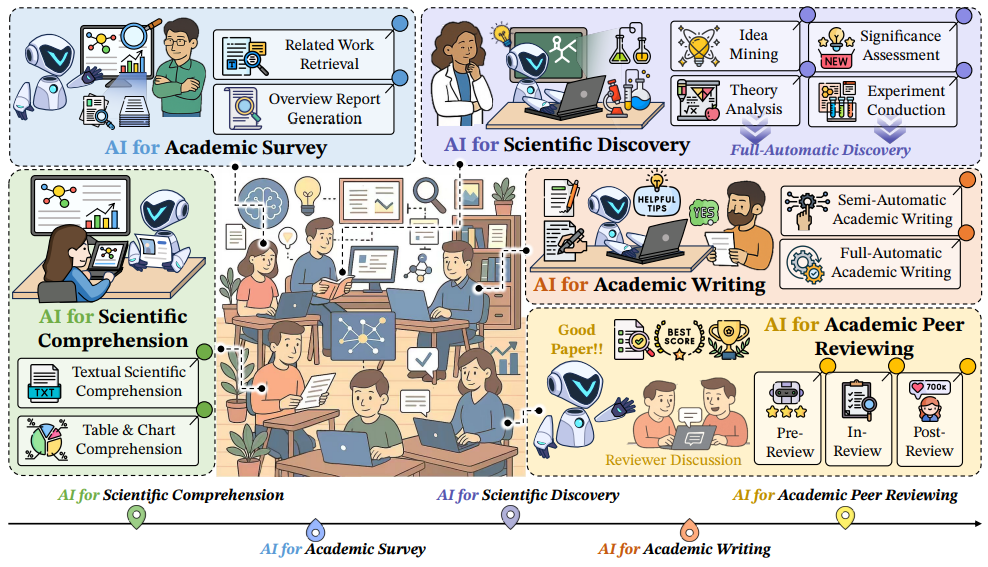 Related Work
Retrieval
Overview Report
Generation
AI for Academic Survey
Idea
Mining
Significance
Assessment
NEW
Theory
Analysis
Experiment
Conduction
AI for Scientific Discovery
Full-Automatic Discovery
AI for Scientific
Comprehension
TXT
Textual Scientific
Comprehension
Table & Chart
Comprehension
% % % %
HELPFUL
TIPS
YES
Semi-Automatic
Academic Writing
Full-Automatic
Academic Writing
AI for Academic Writing
Good
Paper!!
BEST
SCORE
AI for Academic Peer
Reviewing
Reviewer Discussion
Pre-
Review
In-
Review
700K
Post-
Review
AI for Scientific Comprehension
AI for Scientific Discovery
AI for Academic Peer Reviewing
AI for Academic Survey
AI for Academic Writing